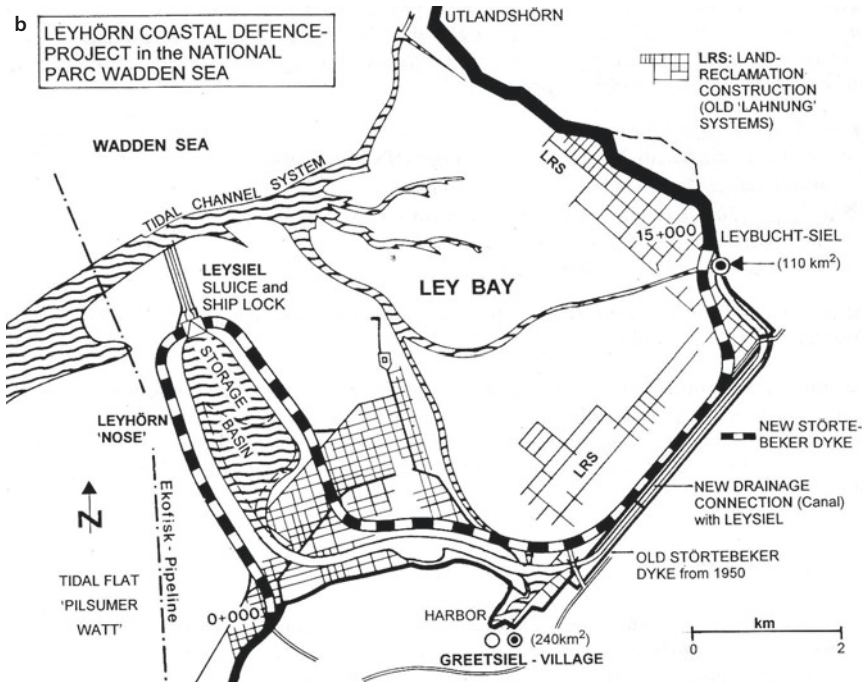 b
LEYHÖRN COASTAL DEFENCE-
PROJECT in the NATIONAL
PARC WADDEN SEA
UTLANDSHÖRN
LRS: LAND-
RECLAMATION
CONSTRUCTION
(OLD 'LAHNUNG'
SYSTEMS)
WADDEN SEA
TIDAL CHANNEL SYSTEM
LRS
15+000
LEYBUCHT-SIEL
(110 km²)
LEYSIEL
SLUICE and
SHIP LOCK
LEY BAY
STORAGE
BASIN
LEYHÖRN
'NOSE'
LRS
NEW STÖRTE-
BEKER DYKE
NEW DRAINAGE
CONNECTION (Canal)
with LEYSIEL
N
Ekofisk-Pipeline
OLD STÖRTEBEKER
DYKE from 1950
TIDAL FLAT
'PILSUMER
WATT'
0+000
HARBOR
(240km²)
GREETSIEL - VILLAGE
km
0 2